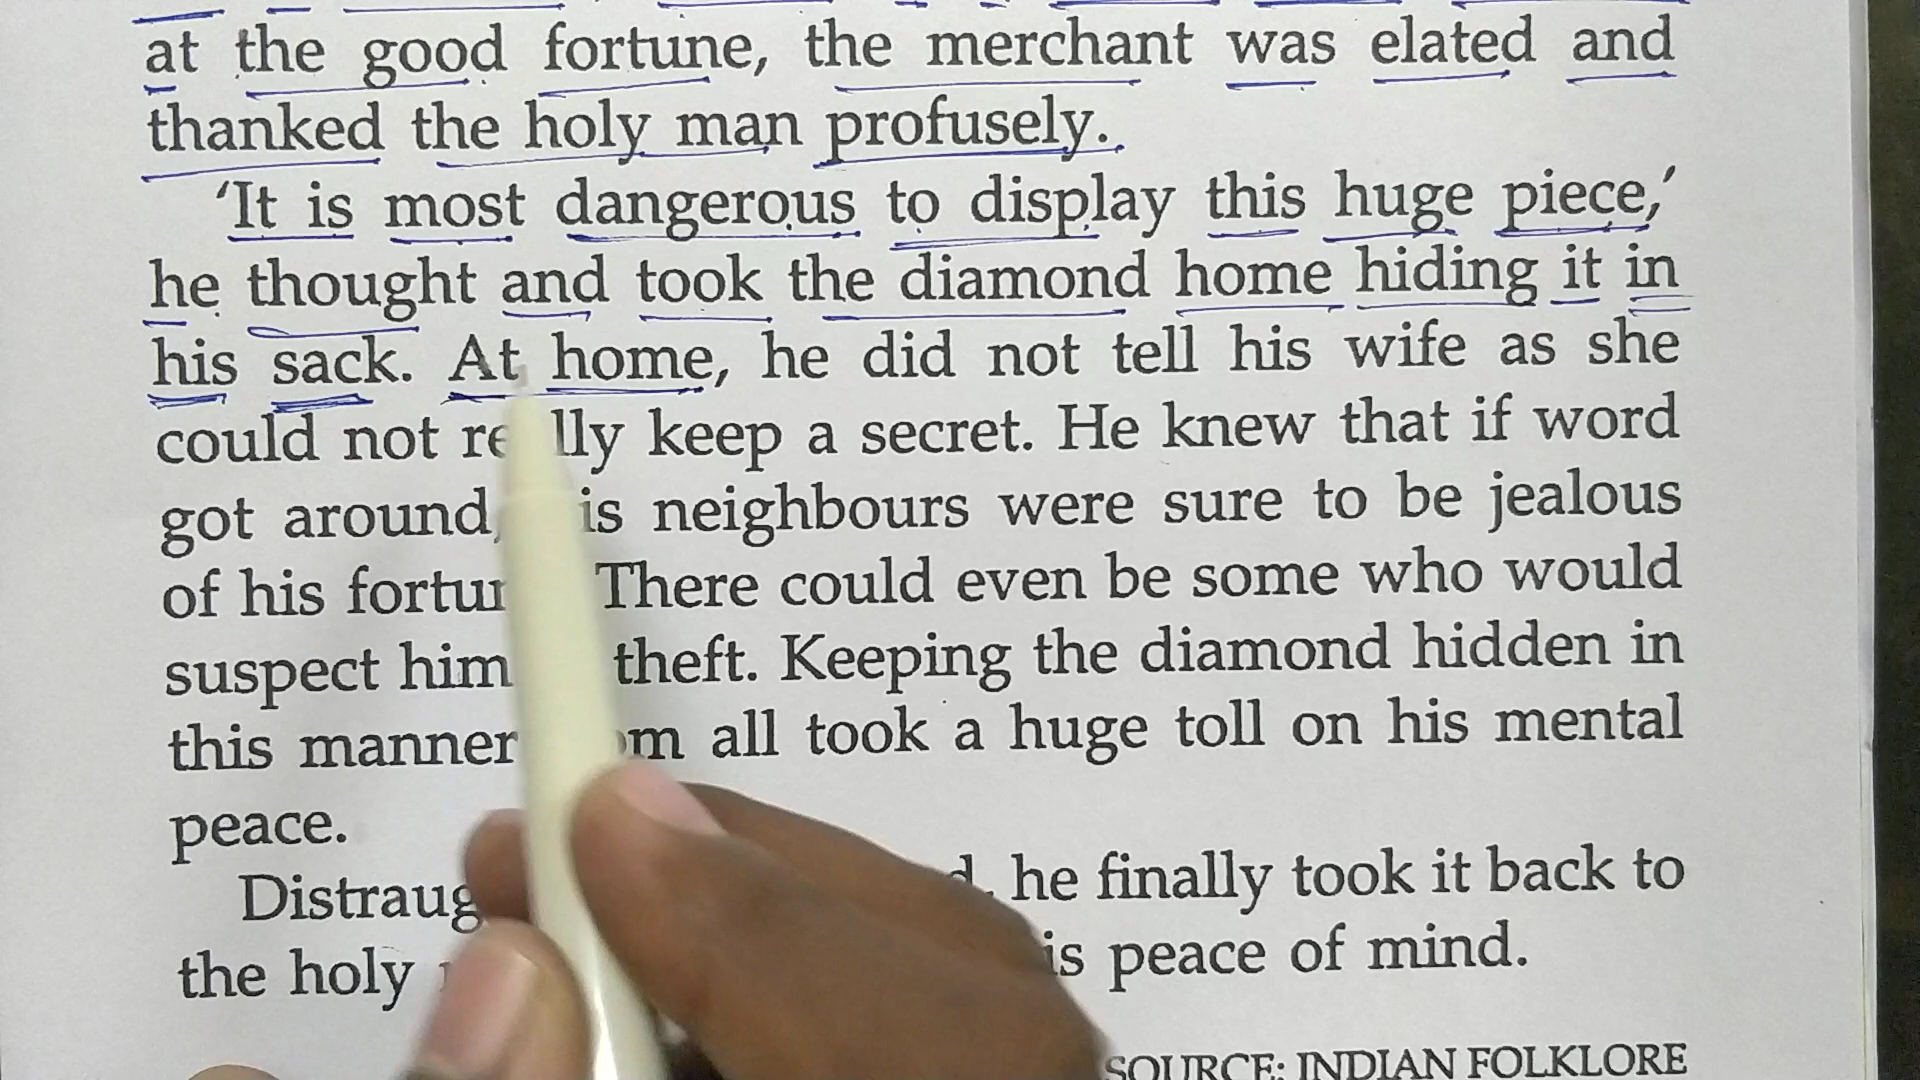 at the good fortune, the merchant was elated and
thanked the holy man profusely.
‘It is most dangerous to display this huge piece,’
he thought and took the diamond home hiding it in
his sack. At home, he did not tell his wife as she
could not really keep a secret. He knew that if word
got around, is neighbours were sure to be jealous
of his fortun There could even be some who would
suspect him theft. Keeping the diamond hidden in
this manner om all took a huge toll on his mental
peace.
Distraug he finally took it back to
the holy is peace of mind.
SOURCE: INDIAN FOLKLORE